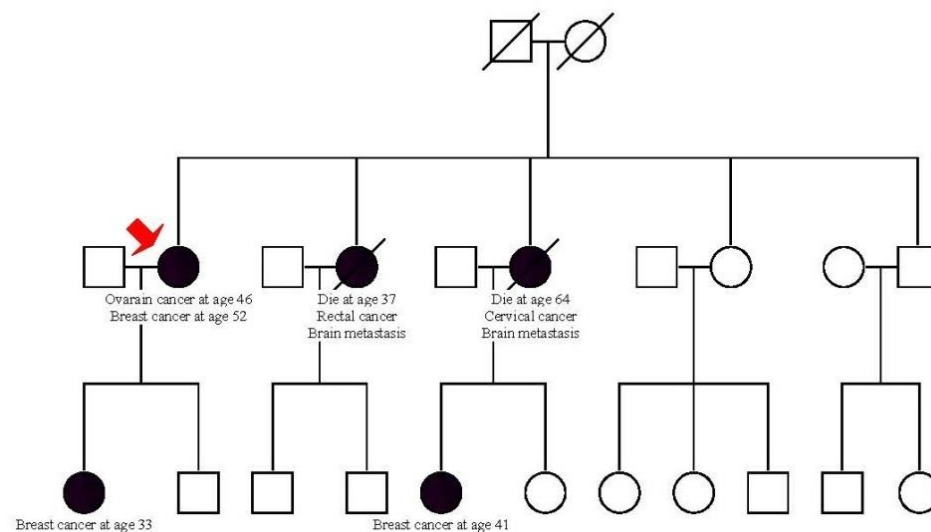 Ovarain cancer at age 46
Breast cancer at age 52
Die at age 37
Rectal cancer
Brain metastasis
Die at age 64
Cervical cancer
Brain metastasis
Breast cancer at age 33
Breast cancer at age 41